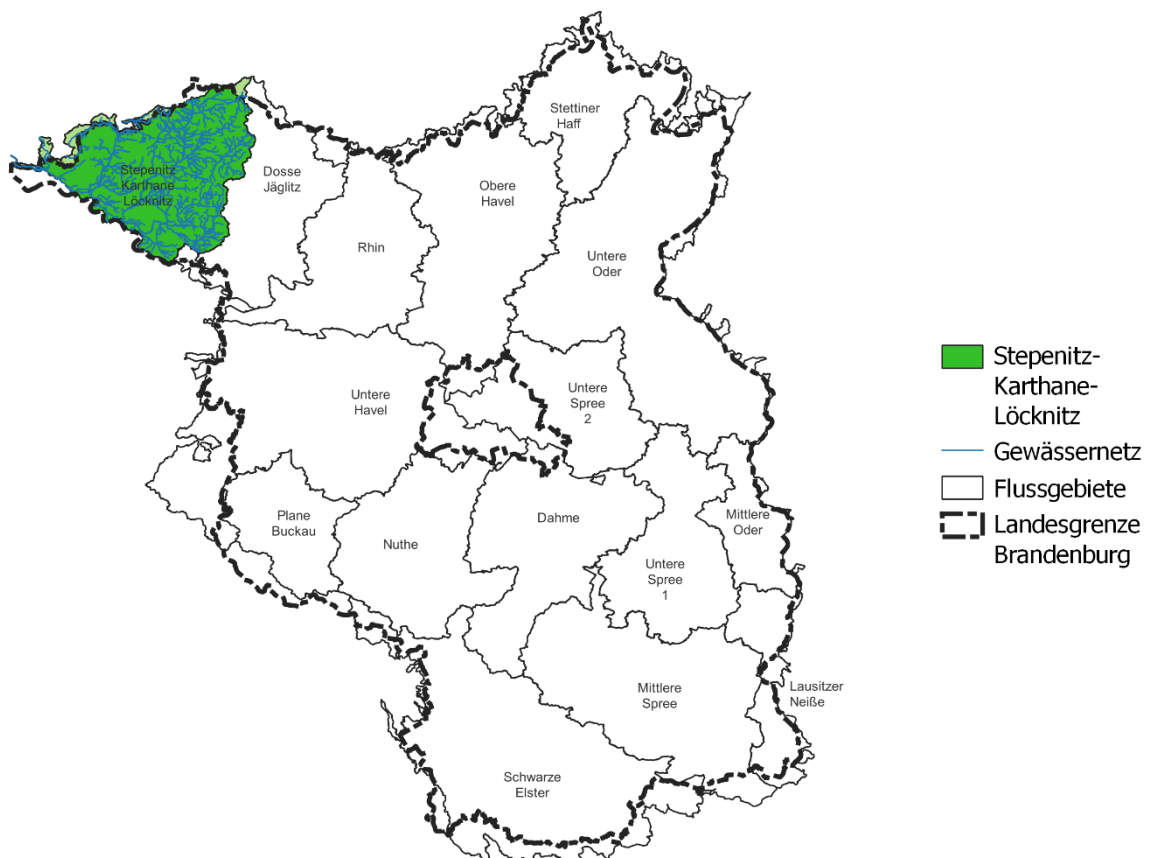 Stettiner
Haff
Stepenitz
Karthane
Löcknitz
Dosse
Jäglitz
Obere
Havel
Rhin
Untere
Oder
Untere
Havel
Untere
Spree
2
Plane
Buckau
Nuthe
Dahme
Mittlere
Oder
Untere
Spree
1
Mittlere
Spree
Lausitzer
Neiße
Schwarze
Elster
Stepenitz-
Karthane-
Löcknitz
Gewässernetz
Flussgebiete
Landesgrenze
Brandenburg